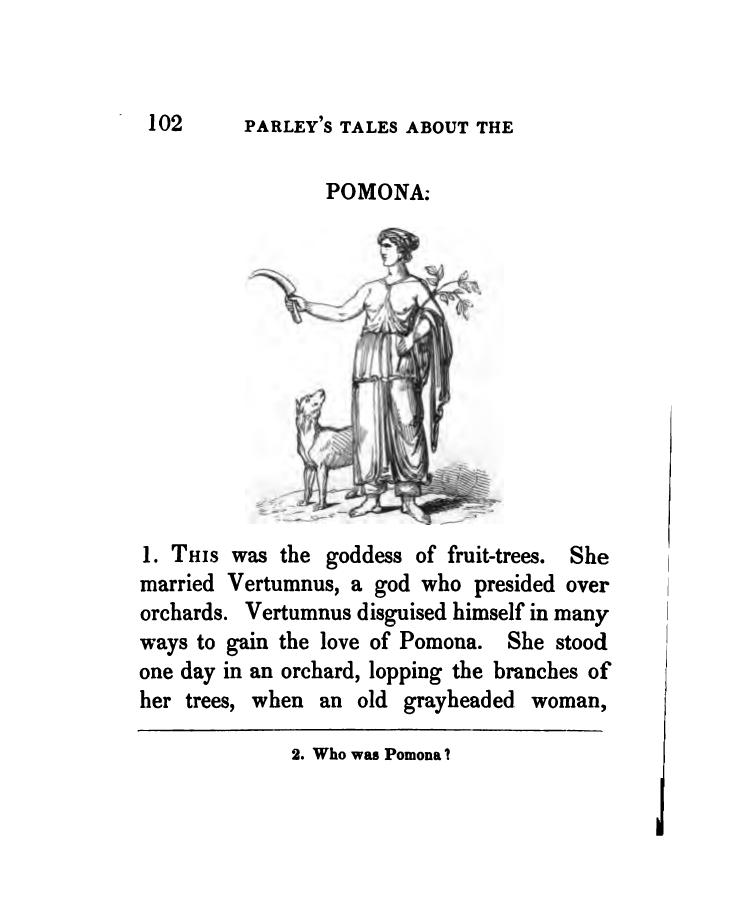 102 PARLEY'S TALES ABOUT THE
POMONA:
1. THIS was the goddess of fruit-trees. She
married Vertumnus, a god who presided over
orchards. Vertumnus disguised himself in many
ways to gain the love of Pomona. She stood
one day in an orchard, lopping the branches of
her trees, when an old grayheaded woman,
2. Who was Pomona?